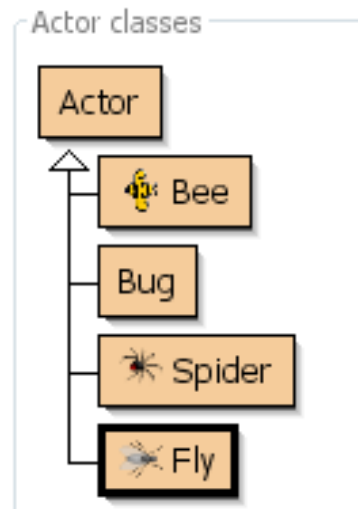 Actor classes
Actor
Bee
Bug
Spider
Fly